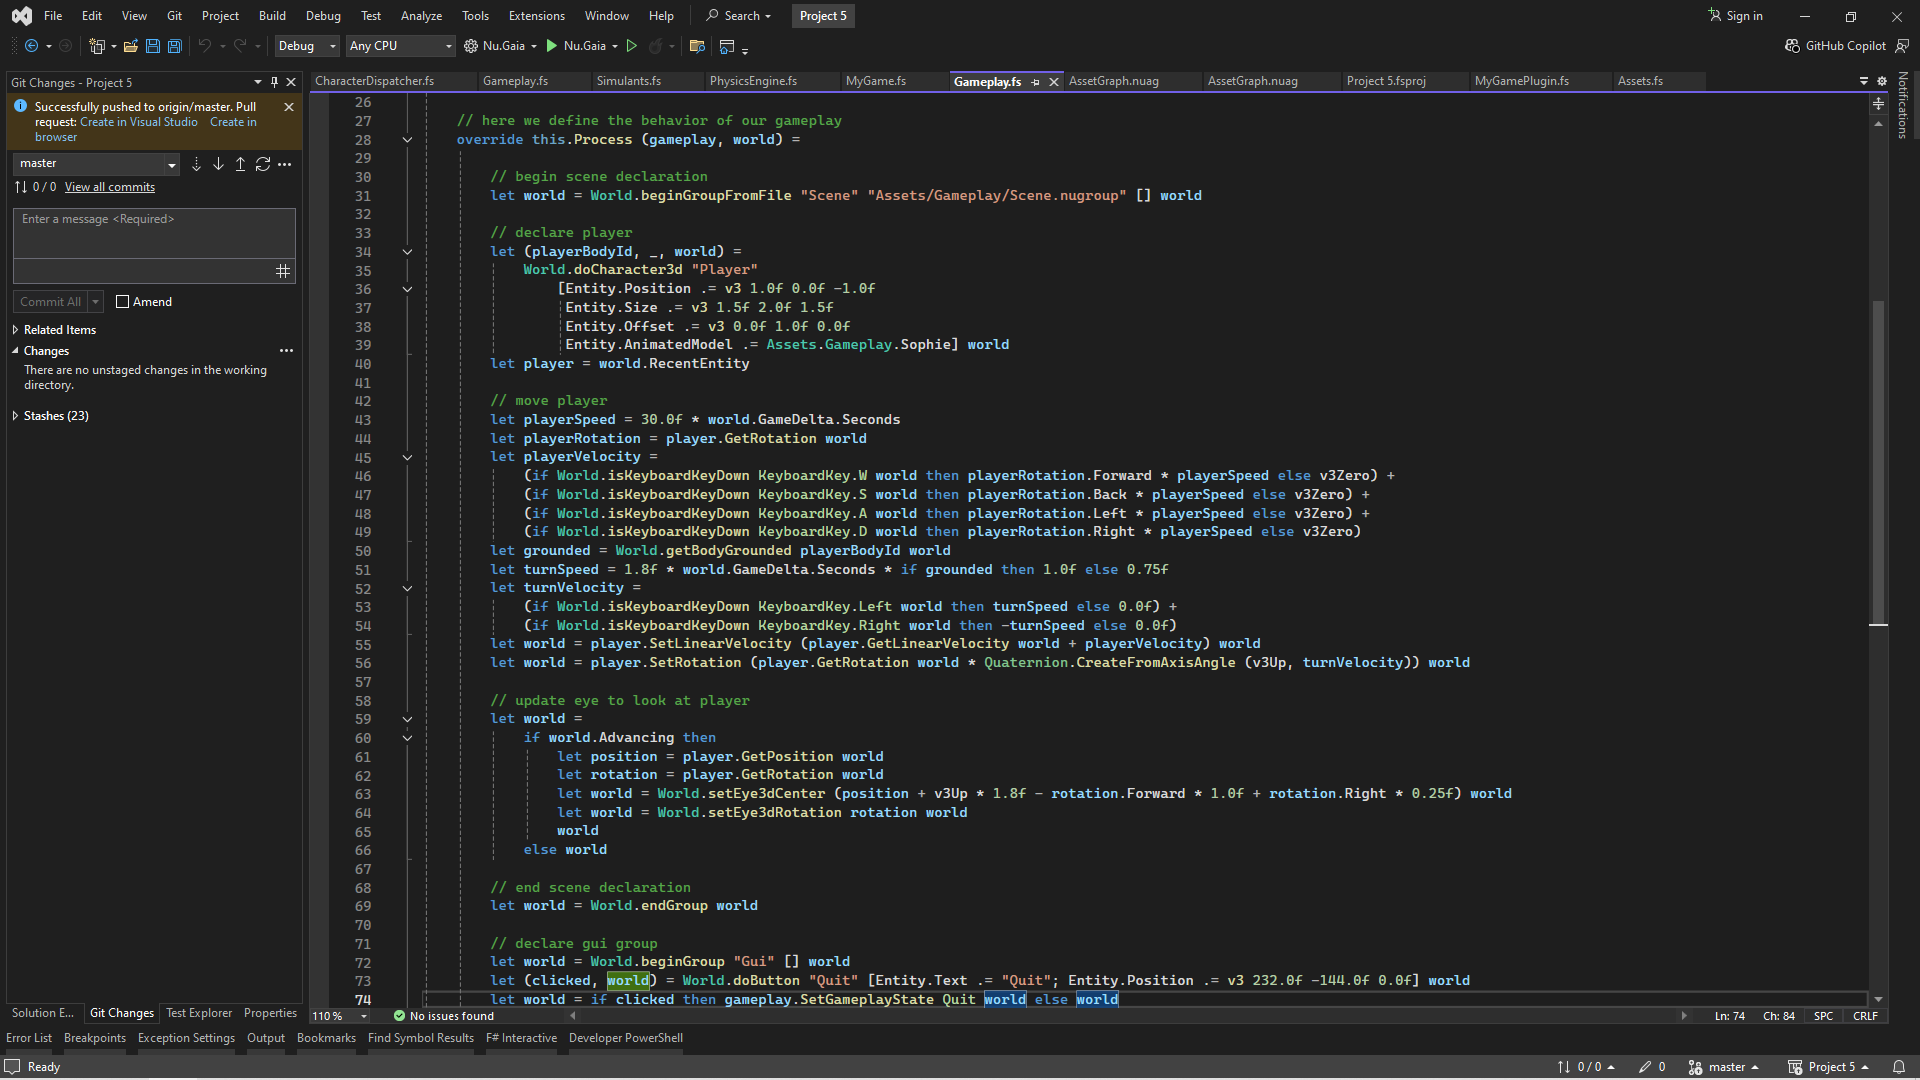 File Edit View Git Project Build Debug Test Analyze Tools Extensions Window Help Search Project 5 Sign in
Debug Any CPU Nu.Gaia Nu.Gaia GitHub Copilot
Git Changes - Project 5
Successfully pushed to origin/master. Pull
request: Create in Visual Studio Create in
browser
master
0 / 0 View all commits
Enter a message <Required>
Commit All Amend
Related Items
Changes
There are no unstaged changes in the working
directory.
Stashes (23)
CharacterDispatcher.fs Gameplay.fs Simulants.fs PhysicsEngine.fs MyGame.fs Gameplay.fs AssetGraph.nuag AssetGraph.nuag Project 5.fsproj MyGamePlugin.fs Assets.fs
Notifications
26
27 // here we define the behavior of our gameplay
28 override this.Process (gameplay, world) =
29
30 // begin scene declaration
31 let world = World.beginGroupFromFile "Scene" "Assets/Gameplay/Scene.nugroup" [] world
32
33 // declare player
34 let (playerBodyId, _, world) =
35 World.doCharacter3d "Player"
36 [Entity.Position .= v3 1.0f 0.0f -1.0f
37 Entity.Size .= v3 1.5f 2.0f 1.5f
38 Entity.Offset .= v3 0.0f 1.0f 0.0f
39 Entity.AnimatedModel .= Assets.Gameplay.Sophie] world
40 let player = world.RecentEntity
41
42 // move player
43 let playerSpeed = 30.0f * world.GameDelta.Seconds
44 let playerRotation = player.GetRotation world
45 let playerVelocity =
46 (if World.isKeyboardKeyDown KeyboardKey.W world then playerRotation.Forward * playerSpeed else v3Zero) +
47 (if World.isKeyboardKeyDown KeyboardKey.S world then playerRotation.Back * playerSpeed else v3Zero) +
48 (if World.isKeyboardKeyDown KeyboardKey.A world then playerRotation.Left * playerSpeed else v3Zero) +
49 (if World.isKeyboardKeyDown KeyboardKey.D world then playerRotation.Right * playerSpeed else v3Zero)
50 let grounded = World.getBodyGrounded playerBodyId world
51 let turnSpeed = 1.8f * world.GameDelta.Seconds * if grounded then 1.0f else 0.75f
52 let turnVelocity =
53 (if World.isKeyboardKeyDown KeyboardKey.Left world then turnSpeed else 0.0f) +
54 (if World.isKeyboardKeyDown KeyboardKey.Right world then -turnSpeed else 0.0f)
55 let world = player.SetLinearVelocity (player.GetLinearVelocity world + playerVelocity) world
56 let world = player.SetRotation (player.GetRotation world * Quaternion.CreateFromAxisAngle (v3Up, turnVelocity)) world
57
58 // update eye to look at player
59 let world =
60 if world.Advancing then
61 let position = player.GetPosition world
62 let rotation = player.GetRotation world
63 let world = World.setEye3dCenter (position + v3Up * 1.8f - rotation.Forward * 1.0f + rotation.Right * 0.25f) world
64 let world = World.setEye3dRotation rotation world
65 world
66 else world
67
68 // end scene declaration
69 let world = World.endGroup world
70
71 // declare gui group
72 let world = World.beginGroup "Gui" [] world
73 let (clicked, world) = World.doButton "Quit" [Entity.Text .= "Quit"; Entity.Position .= v3 232.0f -144.0f 0.0f] world
74 let world = if clicked then gameplay.SetGameplayState Quit world else world
Solution E... Git Changes Test Explorer Properties 110 % No issues found Ln: 74 Ch: 84 SPC CRLF
Error List Breakpoints Exception Settings Output Bookmarks Find Symbol Results F# Interactive Developer PowerShell
Ready 0 / 0 0 master Project 5